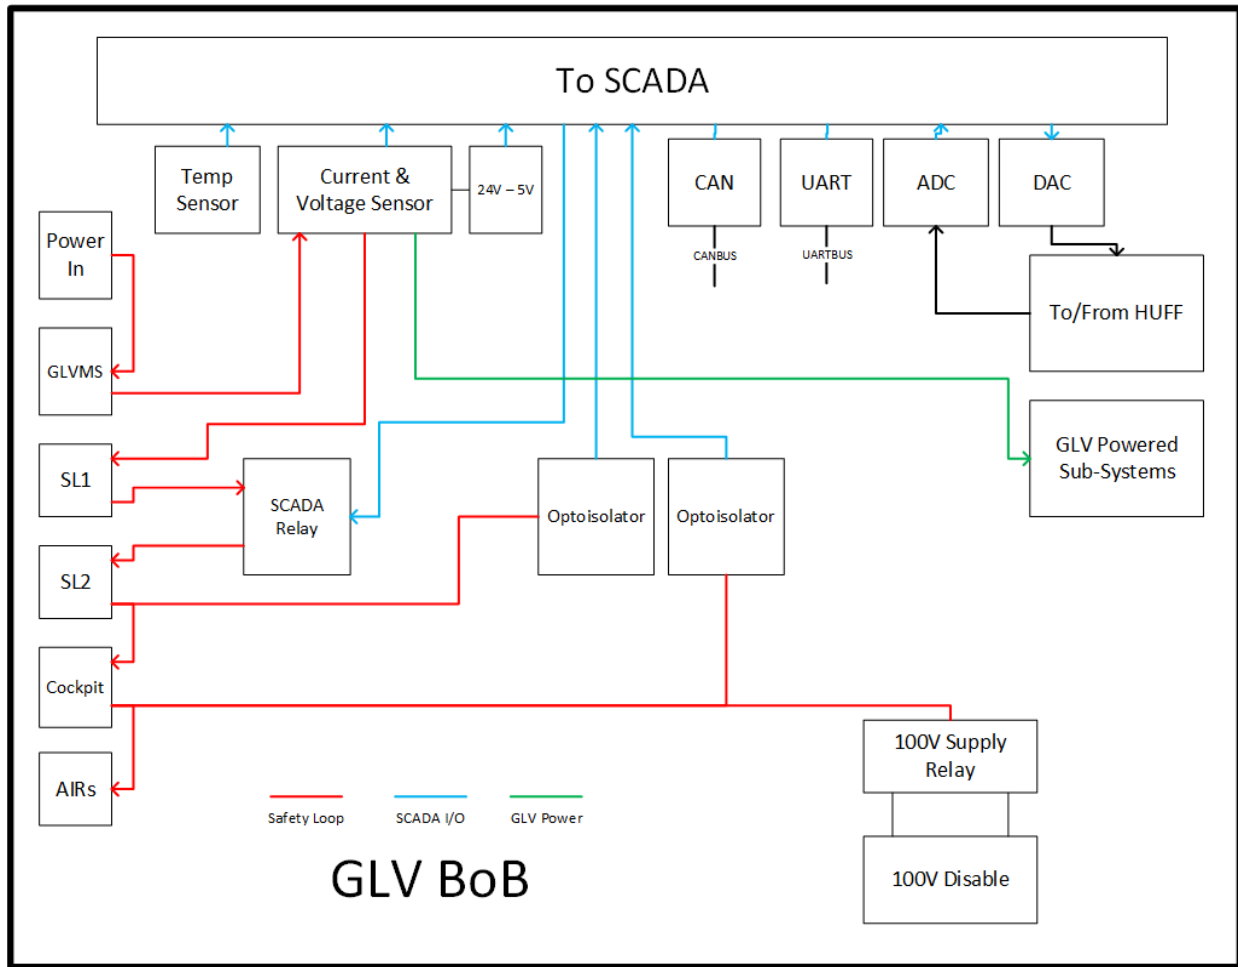 To SCADA
Temp
Sensor
Current &
Voltage Sensor
24V – 5V
CAN
UART
ADC
DAC
Power
In
CANBUS
UARTBUS
To/From HUFF
GLVMS
GLV Powered
Sub-Systems
SL1
SCADA
Relay
Optoisolator
Optoisolator
SL2
Cockpit
100V Supply
Relay
AIRs
Safety Loop
SCADA I/O
GLV Power
GLV BoB
100V Disable